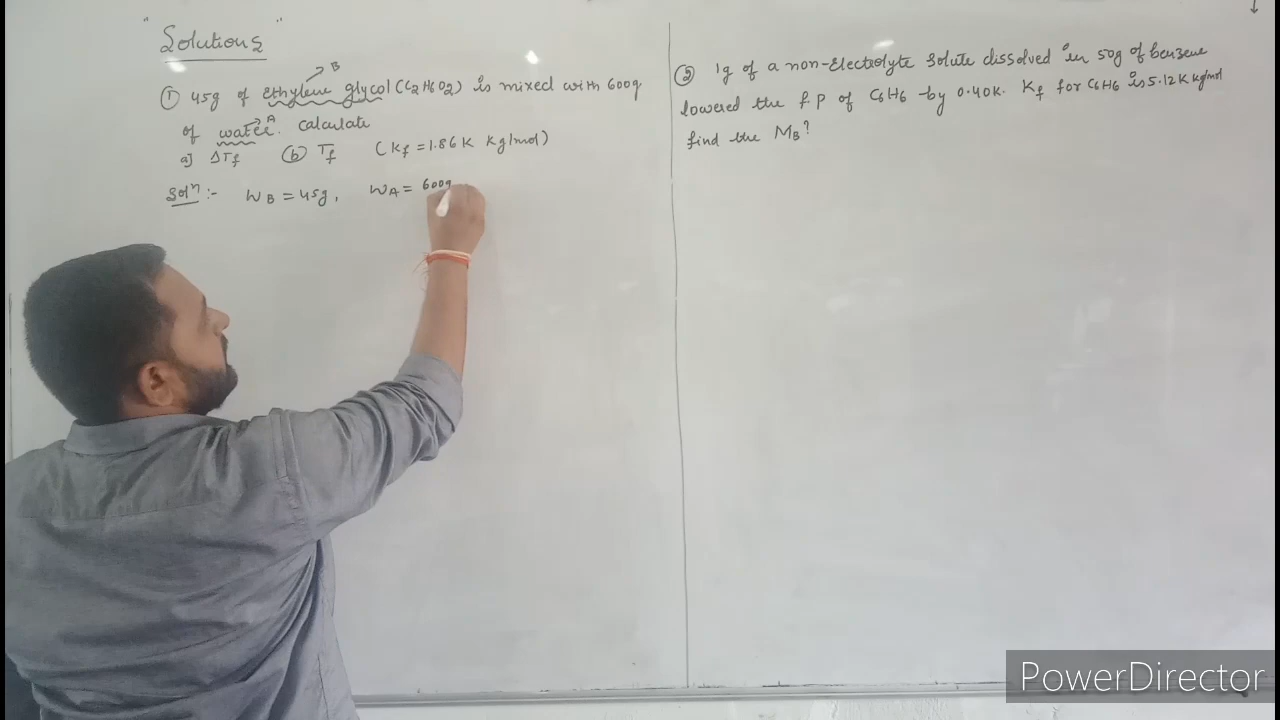 "Solutions"
① 45g of ethylene glycol (C2H6O2) is mixed with 600g
B
of water. calculate
A
a] ΔTf (b) Tf (Kf = 1.86 K Kg/mol)
Solⁿ :- WB = 45g, WA = 600g
② 1g of a non-Electrolyte solute dissolved in 50g of benzene
lowered the f.p of C6H6 by 0.40K. Kf for C6H6 is 5.12K Kg/mol
find the MB?
PowerDirector